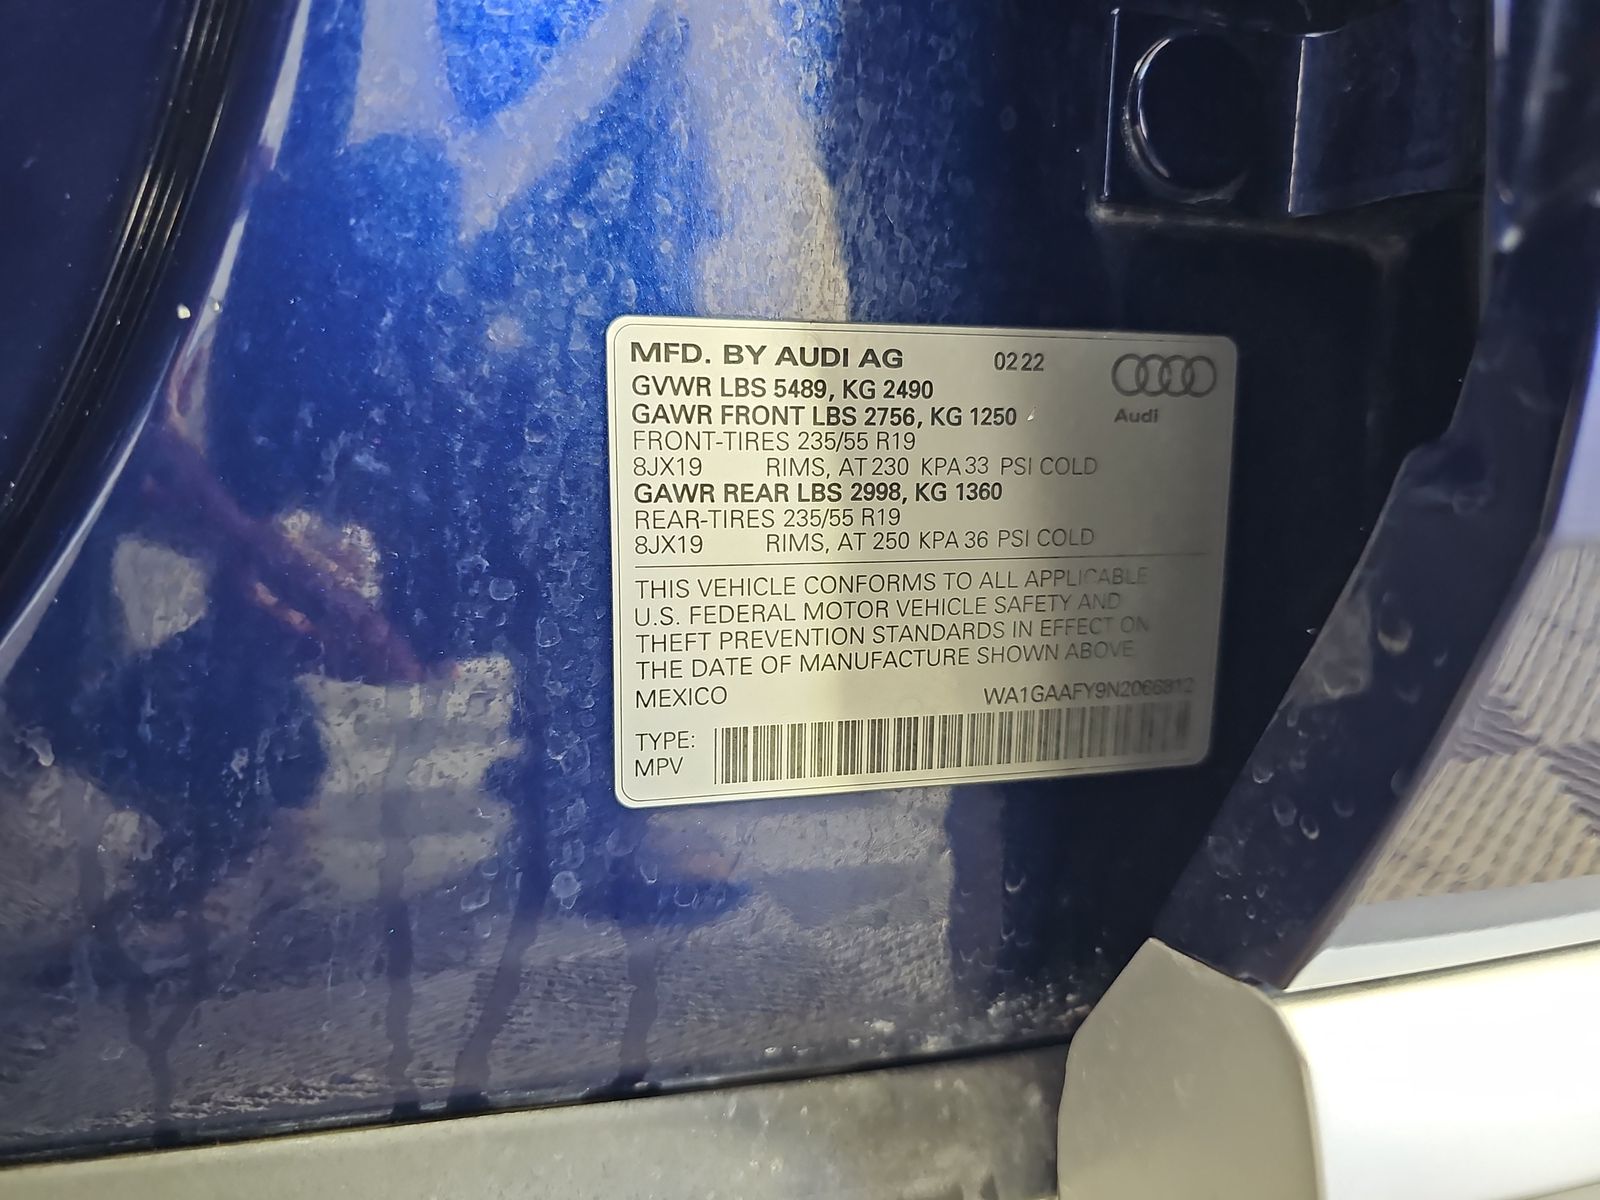 MFD. BY AUDI AG 02 22
GVWR LBS 5489, KG 2490
GAWR FRONT LBS 2756, KG 1250
Audi
FRONT-TIRES 235/55 R19
8JX19 RIMS, AT 230 KPA 33 PSI COLD
GAWR REAR LBS 2998, KG 1360
REAR-TIRES 235/55 R19
8JX19 RIMS, AT 250 KPA 36 PSI COLD
THIS VEHICLE CONFORMS TO ALL APPLICABLE
U.S. FEDERAL MOTOR VEHICLE SAFETY AND
THEFT PREVENTION STANDARDS IN EFFECT ON
THE DATE OF MANUFACTURE SHOWN ABOVE
MEXICO WA1GAAFY9N2066812
TYPE:
MPV